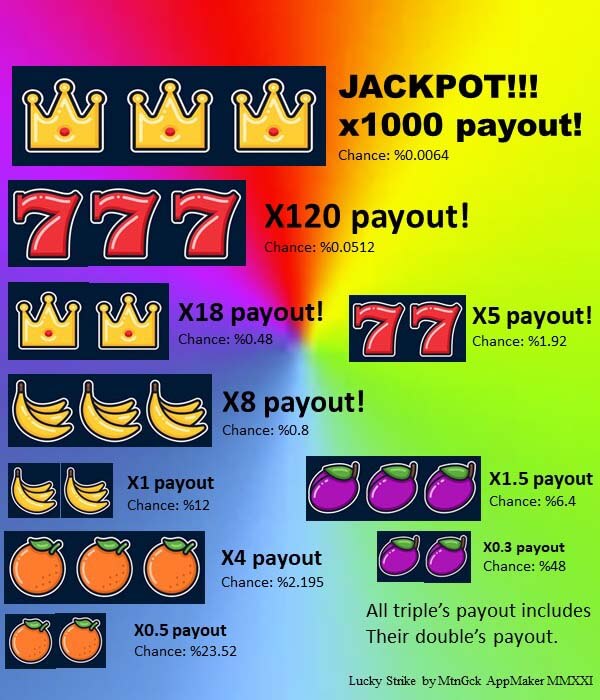 JACKPOT!!!
x1000 payout!
Chance: %0.0064
X120 payout!
Chance: %0.0512
X18 payout!
Chance: %0.48
X5 payout!
Chance: %1.92
X8 payout!
Chance: %0.8
X1 payout
Chance: %12
X1.5 payout
Chance: %6.4
X4 payout
Chance: %2.195
X0.3 payout
Chance: %48
X0.5 payout
Chance: %23.52
All triple’s payout includes
Their double’s payout.
Lucky Strike by MtnGck AppMaker MMXXI